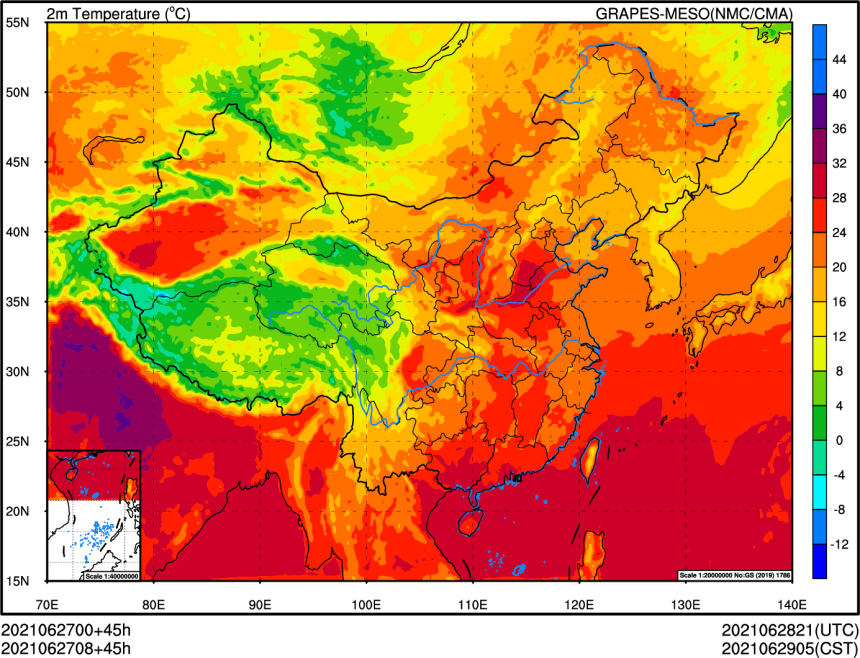 2m Temperature (°C)
GRAPES-MESO(NMC/CMA)
55N
50N
45N
40N
35N
30N
25N
20N
15N
70E
80E
90E
100E
110E
120E
130E
140E
44
40
36
32
28
24
20
16
12
8
4
0
-4
-8
-12
Scale 1:40000000
Scale 1:20000000 No:GS (2019) 1786
2021062700+45h
2021062821(UTC)
2021062708+45h
2021062905(CST)